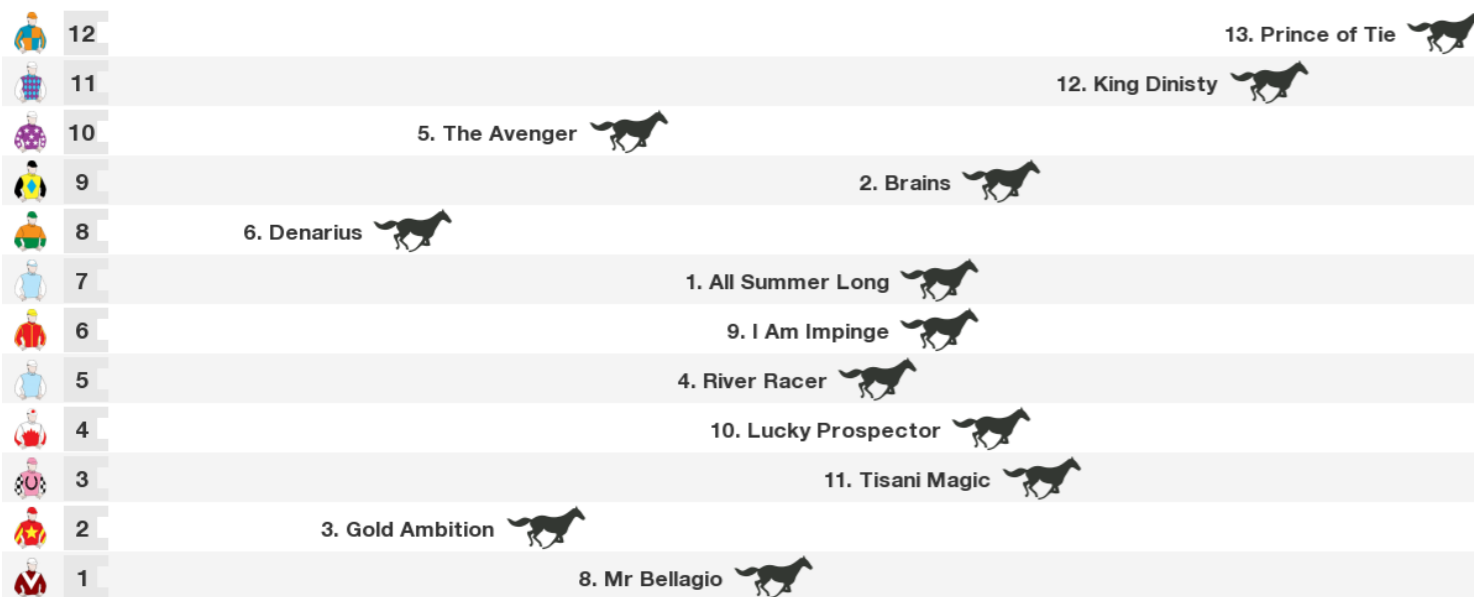 12 13. Prince of Tie
11 12. King Dinisty
10 5. The Avenger
9 2. Brains
8 6. Denarius
7 1. All Summer Long
6 9. I Am Impinge
5 4. River Racer
4 10. Lucky Prospector
3 11. Tisani Magic
2 3. Gold Ambition
1 8. Mr Bellagio